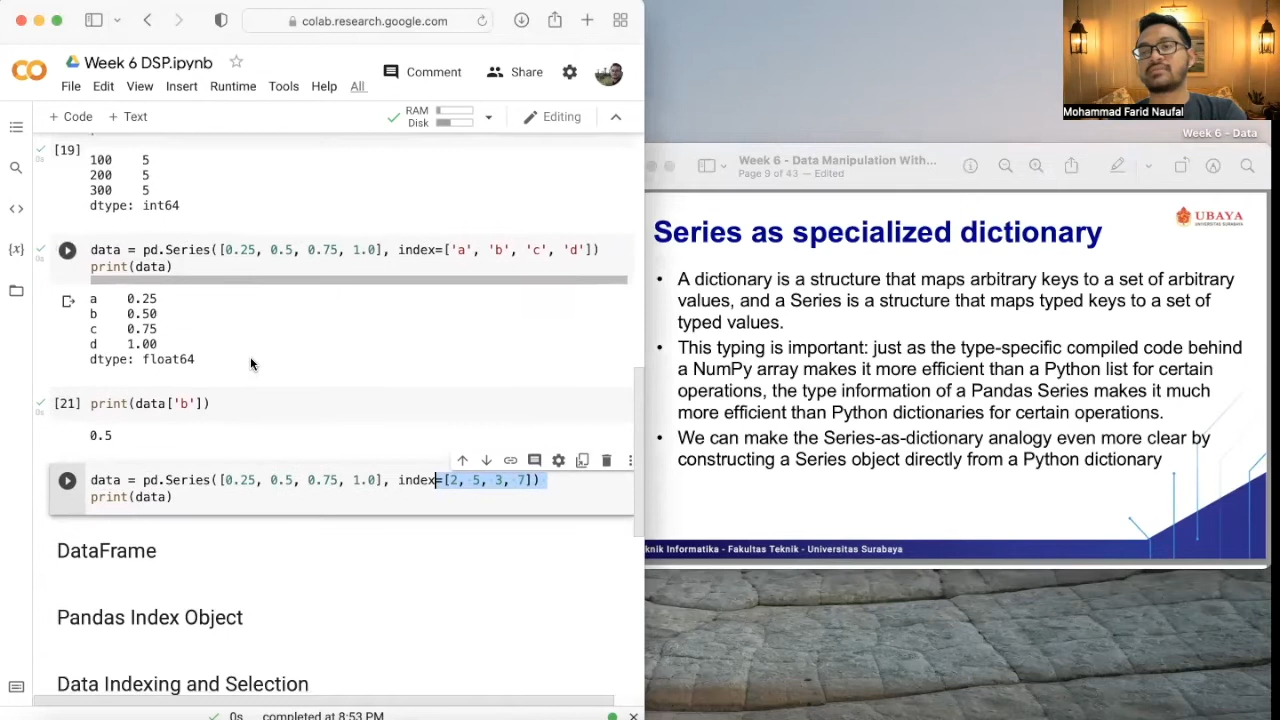 colab.research.google.com
Week 6 DSP.ipynb
Comment
Share
File Edit View Insert Runtime Tools Help All
+ Code + Text
RAM
Disk
Editing
[19]
100 5
200 5
300 5
dtype: int64
data = pd.Series([0.25, 0.5, 0.75, 1.0], index=['a', 'b', 'c', 'd'])
print(data)
a 0.25
b 0.50
c 0.75
d 1.00
dtype: float64
[21] print(data['b'])
0.5
data = pd.Series([0.25, 0.5, 0.75, 1.0], index=[2, 5, 3, 7])
print(data)
DataFrame
Pandas Index Object
Data Indexing and Selection
0s completed at 8:53 PM
Mohammad Farid Naufal
Week 6 - Data
Week 6 - Data Manipulation With...
Page 9 of 43 — Edited
UBAYA
UNIVERSITAS SURABAYA
Series as specialized dictionary
• A dictionary is a structure that maps arbitrary keys to a set of arbitrary
values, and a Series is a structure that maps typed keys to a set of
typed values.
• This typing is important: just as the type-specific compiled code behind
a NumPy array makes it more efficient than a Python list for certain
operations, the type information of a Pandas Series makes it much
more efficient than Python dictionaries for certain operations.
• We can make the Series-as-dictionary analogy even more clear by
constructing a Series object directly from a Python dictionary
knik Informatika - Fakultas Teknik - Universitas Surabaya